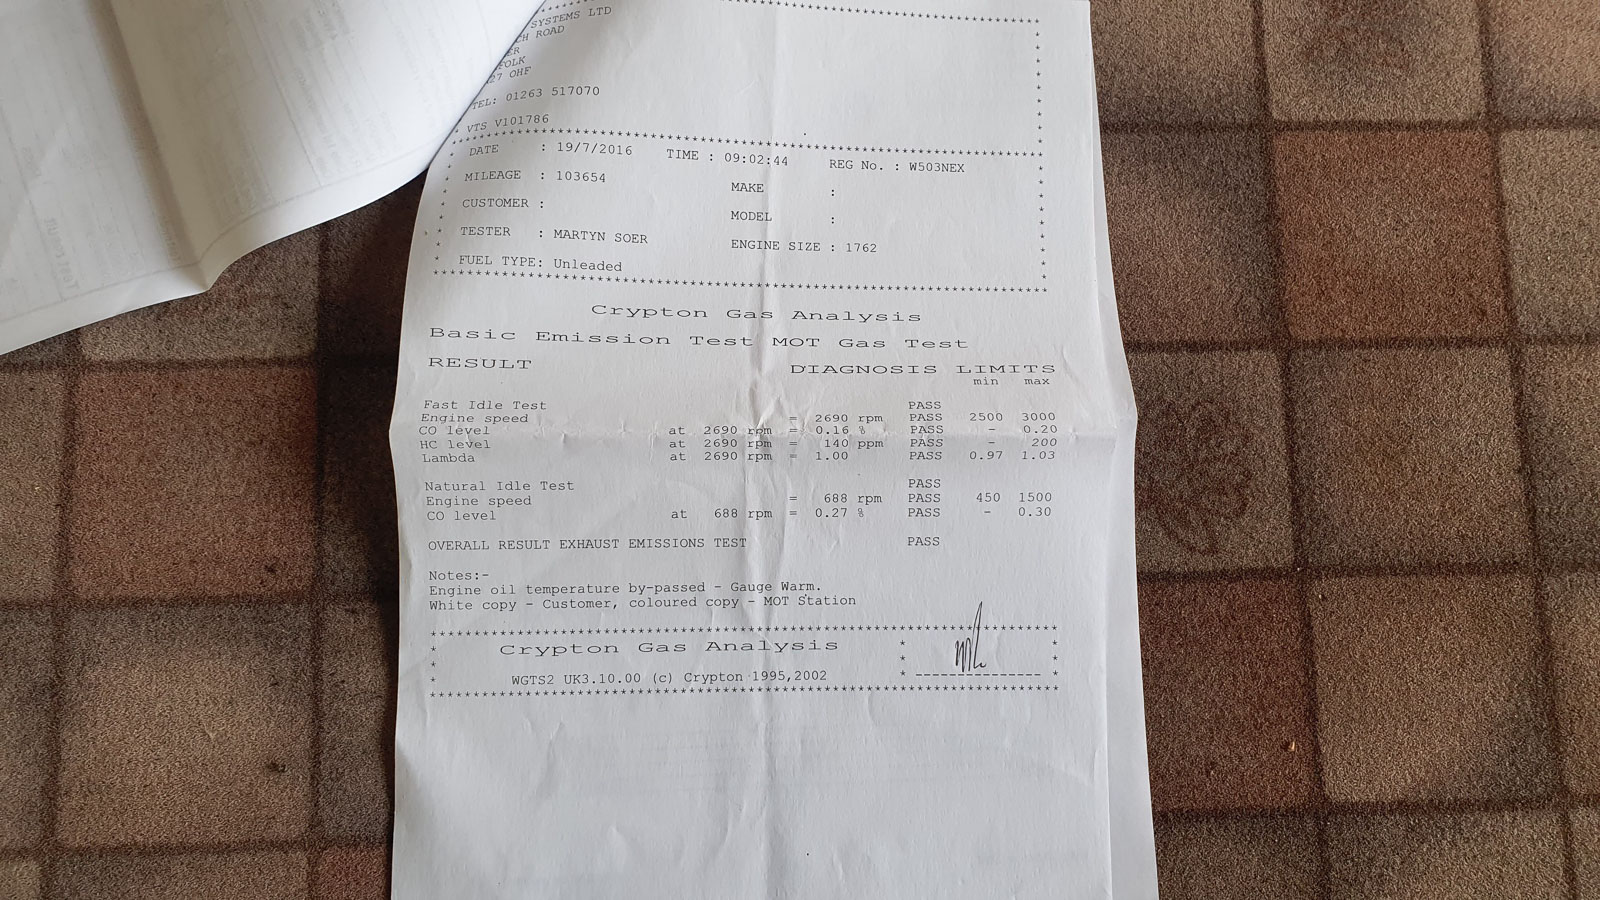 SYSTEMS LTD
CH ROAD
ER
FOLK
27 0HF
TEL: 01263 517070
VTS V101786
DATE : 19/7/2016 TIME : 09:02:44 REG No. : W503NEX
MILEAGE : 103654 MAKE :
CUSTOMER : MODEL :
TESTER : MARTYN SOER ENGINE SIZE : 1762
FUEL TYPE: Unleaded
Crypton Gas Analysis
Basic Emission Test MOT Gas Test
RESULT DIAGNOSIS LIMITS
min max
Fast Idle Test PASS
Engine speed = 2690 rpm PASS 2500 3000
CO level at 2690 rpm = 0.16 % PASS - 0.20
HC level at 2690 rpm = 140 ppm PASS - 200
Lambda at 2690 rpm = 1.00 PASS 0.97 1.03
Natural Idle Test PASS
Engine speed = 688 rpm PASS 450 1500
CO level at 688 rpm = 0.27 % PASS - 0.30
OVERALL RESULT EXHAUST EMISSIONS TEST PASS
Notes:-
Engine oil temperature by-passed - Gauge Warm.
White copy - Customer, coloured copy - MOT Station
Crypton Gas Analysis
WGTS2 UK3.10.00 (c) Crypton 1995,2002